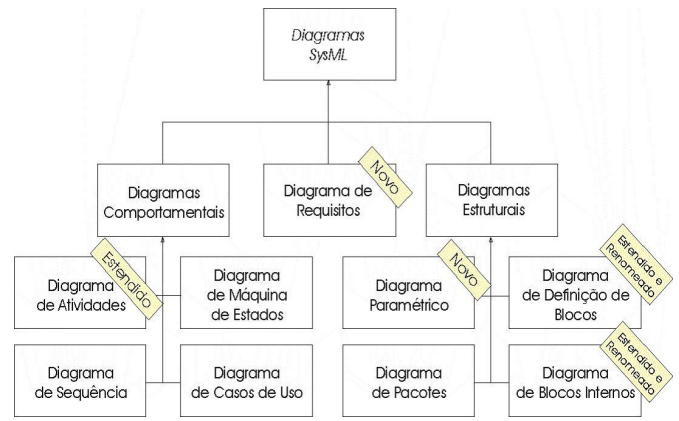 Diagramas
SysML
Diagramas
Comportamentais
Diagrama de
Requisitos
Novo
Diagramas
Estruturais
Diagrama
de Atividades
Estendido
Diagrama
de Máquina
de Estados
Diagrama
Paramétrico
Novo
Diagrama
de Definição de
Blocos
Estendido e
Renomeado
Diagrama
de Sequência
Diagrama
de Casos de Uso
Diagrama
de Pacotes
Diagrama
de Blocos Internos
Estendido e
Renomeado